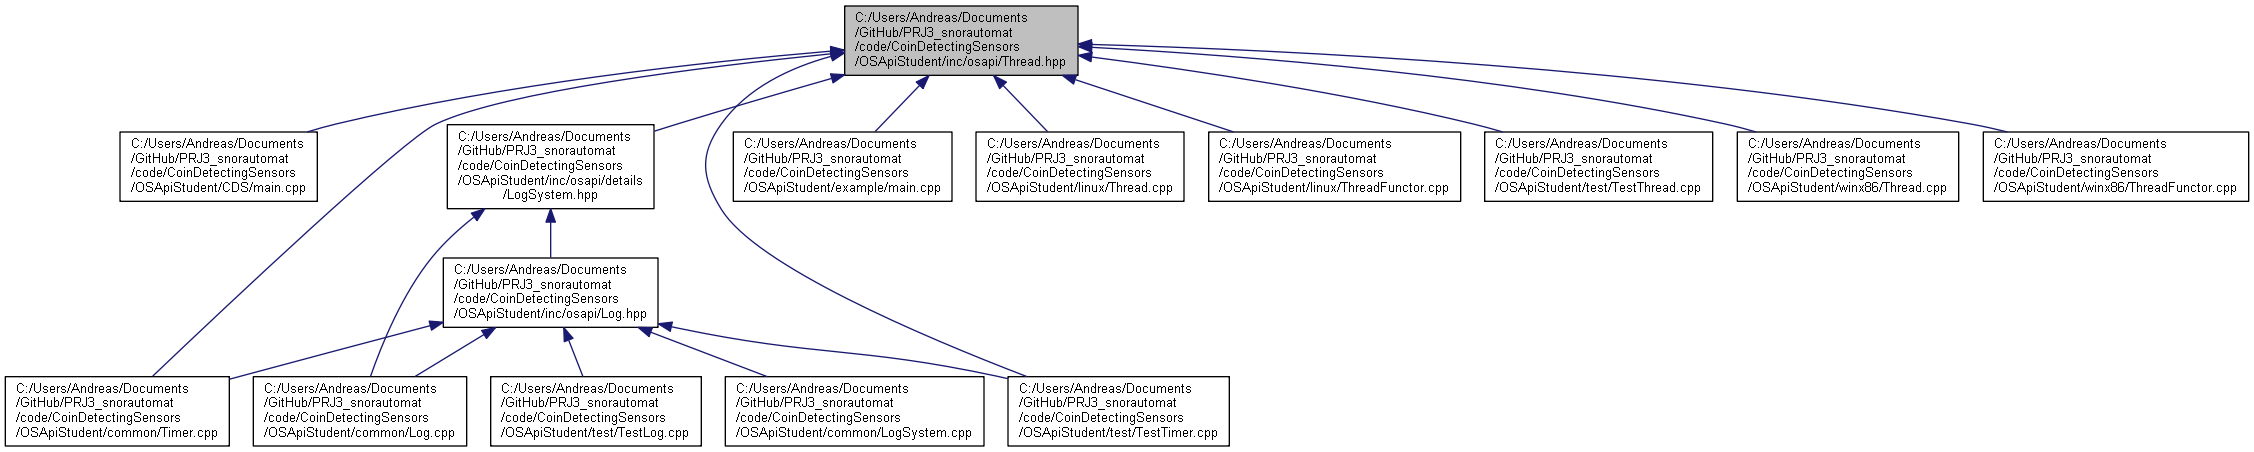 C:/Users/Andreas/Documents
/GitHub/PRJ3_snorautomat
/code/CoinDetectingSensors
/OSApiStudent/inc/osapi/Thread.hpp
C:/Users/Andreas/Documents
/GitHub/PRJ3_snorautomat
/code/CoinDetectingSensors
/OSApiStudent/CDS/main.cpp
C:/Users/Andreas/Documents
/GitHub/PRJ3_snorautomat
/code/CoinDetectingSensors
/OSApiStudent/inc/osapi/details
/LogSystem.hpp
C:/Users/Andreas/Documents
/GitHub/PRJ3_snorautomat
/code/CoinDetectingSensors
/OSApiStudent/example/main.cpp
C:/Users/Andreas/Documents
/GitHub/PRJ3_snorautomat
/code/CoinDetectingSensors
/OSApiStudent/linux/Thread.cpp
C:/Users/Andreas/Documents
/GitHub/PRJ3_snorautomat
/code/CoinDetectingSensors
/OSApiStudent/linux/ThreadFunctor.cpp
C:/Users/Andreas/Documents
/GitHub/PRJ3_snorautomat
/code/CoinDetectingSensors
/OSApiStudent/test/TestThread.cpp
C:/Users/Andreas/Documents
/GitHub/PRJ3_snorautomat
/code/CoinDetectingSensors
/OSApiStudent/winx86/Thread.cpp
C:/Users/Andreas/Documents
/GitHub/PRJ3_snorautomat
/code/CoinDetectingSensors
/OSApiStudent/winx86/ThreadFunctor.cpp
C:/Users/Andreas/Documents
/GitHub/PRJ3_snorautomat
/code/CoinDetectingSensors
/OSApiStudent/inc/osapi/Log.hpp
C:/Users/Andreas/Documents
/GitHub/PRJ3_snorautomat
/code/CoinDetectingSensors
/OSApiStudent/common/Timer.cpp
C:/Users/Andreas/Documents
/GitHub/PRJ3_snorautomat
/code/CoinDetectingSensors
/OSApiStudent/common/Log.cpp
C:/Users/Andreas/Documents
/GitHub/PRJ3_snorautomat
/code/CoinDetectingSensors
/OSApiStudent/test/TestLog.cpp
C:/Users/Andreas/Documents
/GitHub/PRJ3_snorautomat
/code/CoinDetectingSensors
/OSApiStudent/common/LogSystem.cpp
C:/Users/Andreas/Documents
/GitHub/PRJ3_snorautomat
/code/CoinDetectingSensors
/OSApiStudent/test/TestTimer.cpp